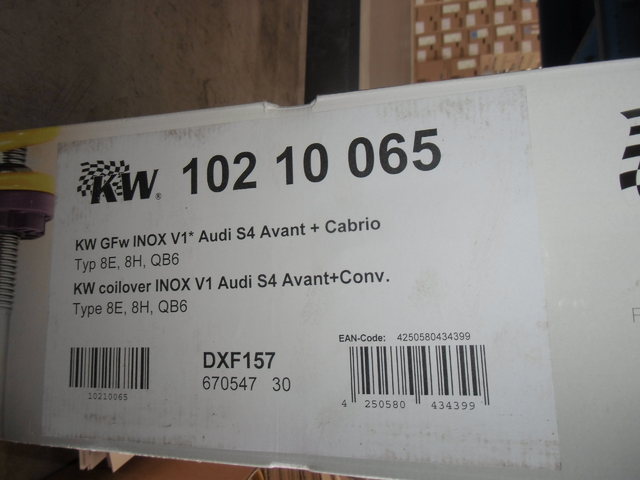 KW® 102 10 065
KW GFw INOX V1* Audi S4 Avant + Cabrio
Typ 8E, 8H, QB6
KW coilover INOX V1 Audi S4 Avant+Conv.
Type 8E, 8H, QB6
EAN-Code: 4250580434399
DXF157
670547 30
10210065
4 250580 434399